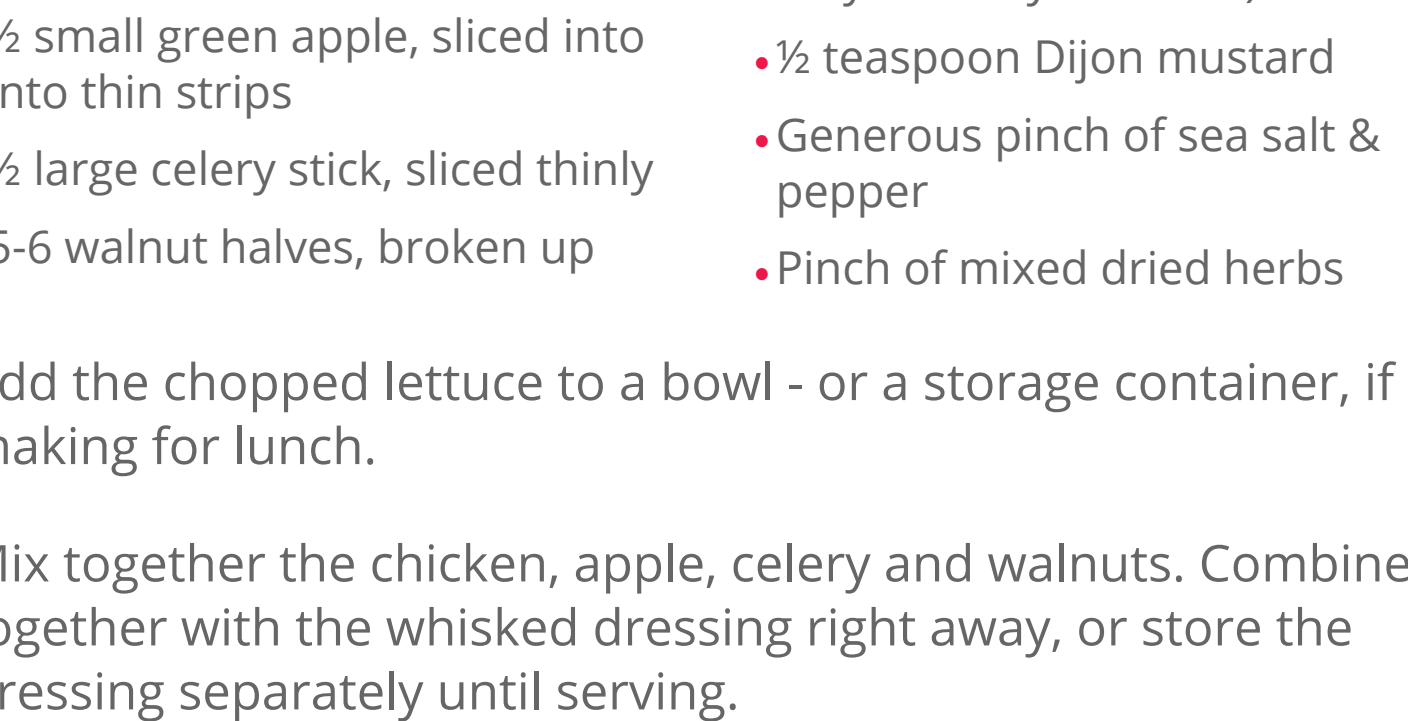 ½ small green apple, sliced into
into thin strips
½ large celery stick, sliced thinly
5-6 walnut halves, broken up
• ½ teaspoon Dijon mustard
• Generous pinch of sea salt &
pepper
• Pinch of mixed dried herbs
dd the chopped lettuce to a bowl - or a storage container, if
making for lunch.
Mix together the chicken, apple, celery and walnuts. Combine
ogether with the whisked dressing right away, or store the
ressing separately until serving.